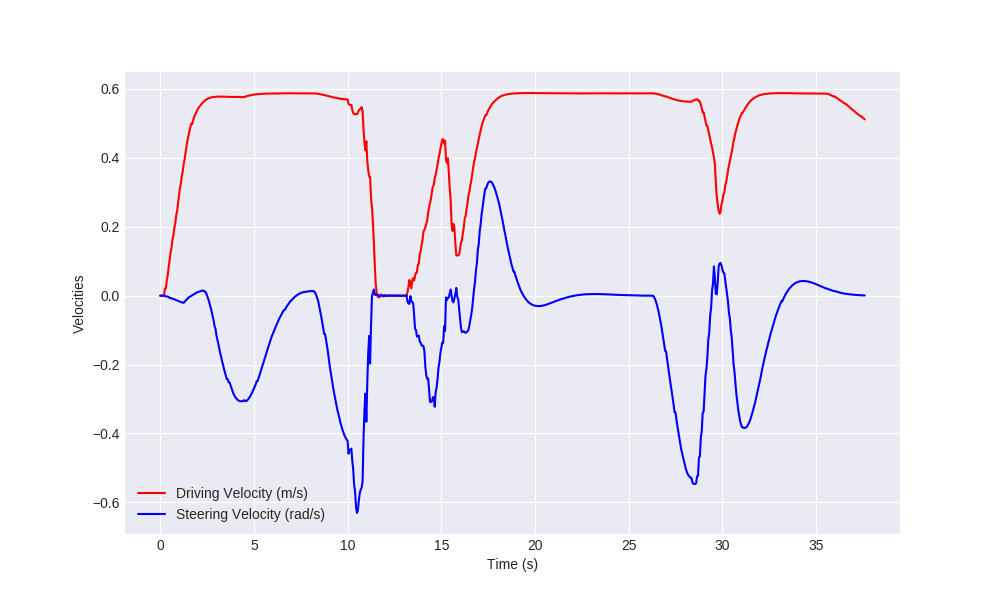 0.6
0.4
0.2
0.0
−0.2
−0.4
−0.6
Velocities
Driving Velocity (m/s)
Steering Velocity (rad/s)
0 5 10 15 20 25 30 35
Time (s)